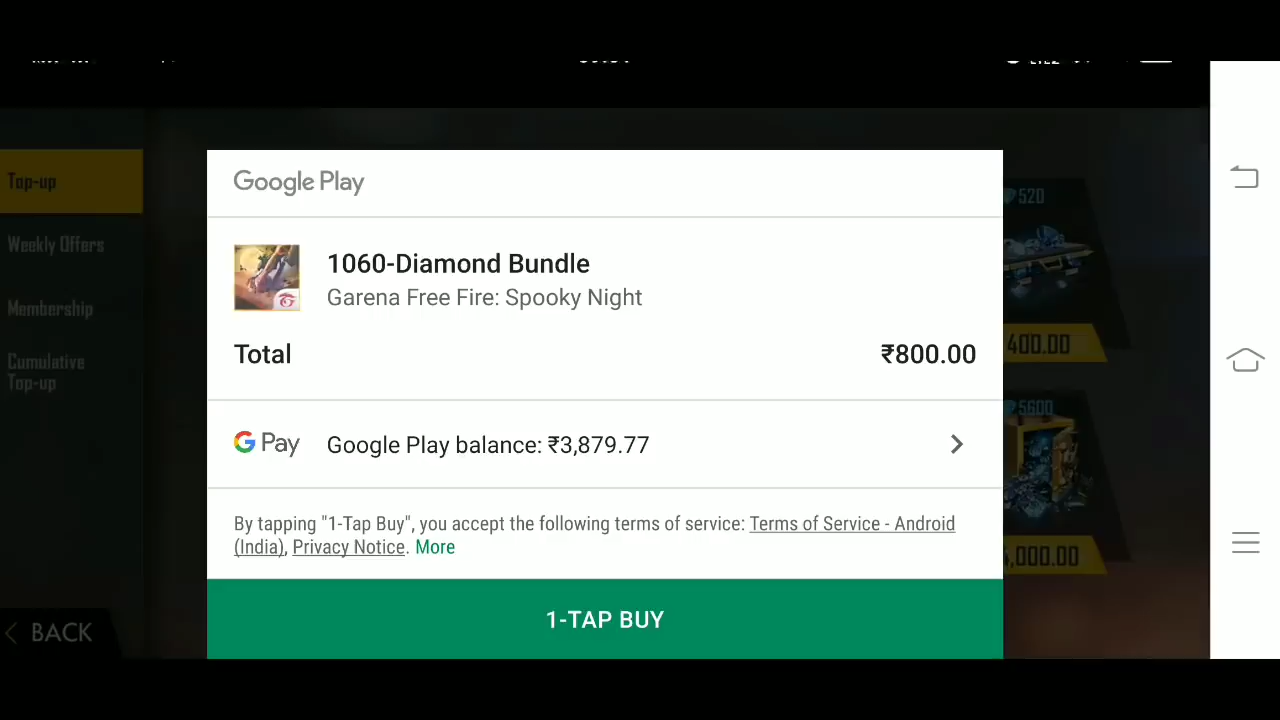 Google Play
1060-Diamond Bundle
Garena Free Fire: Spooky Night
Total ₹800.00
G Pay Google Play balance: ₹3,879.77
By tapping "1-Tap Buy", you accept the following terms of service: Terms of Service - Android
(India), Privacy Notice. More
1-TAP BUY
Top-up
Weekly Offers
Membership
Cumulative
Top-up
BACK
520
400.00
5600
,000.00